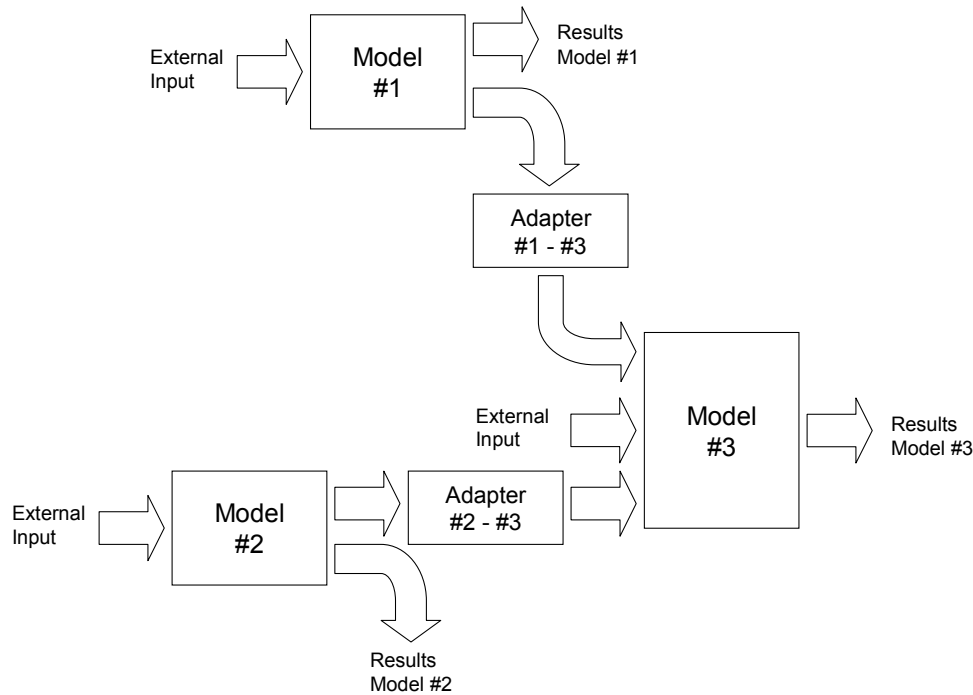 External
Input
Model
#1
Results
Model #1
Adapter
#1 - #3
External
Input
Model
#3
Results
Model #3
External
Input
Model
#2
Adapter
#2 - #3
Results
Model #2